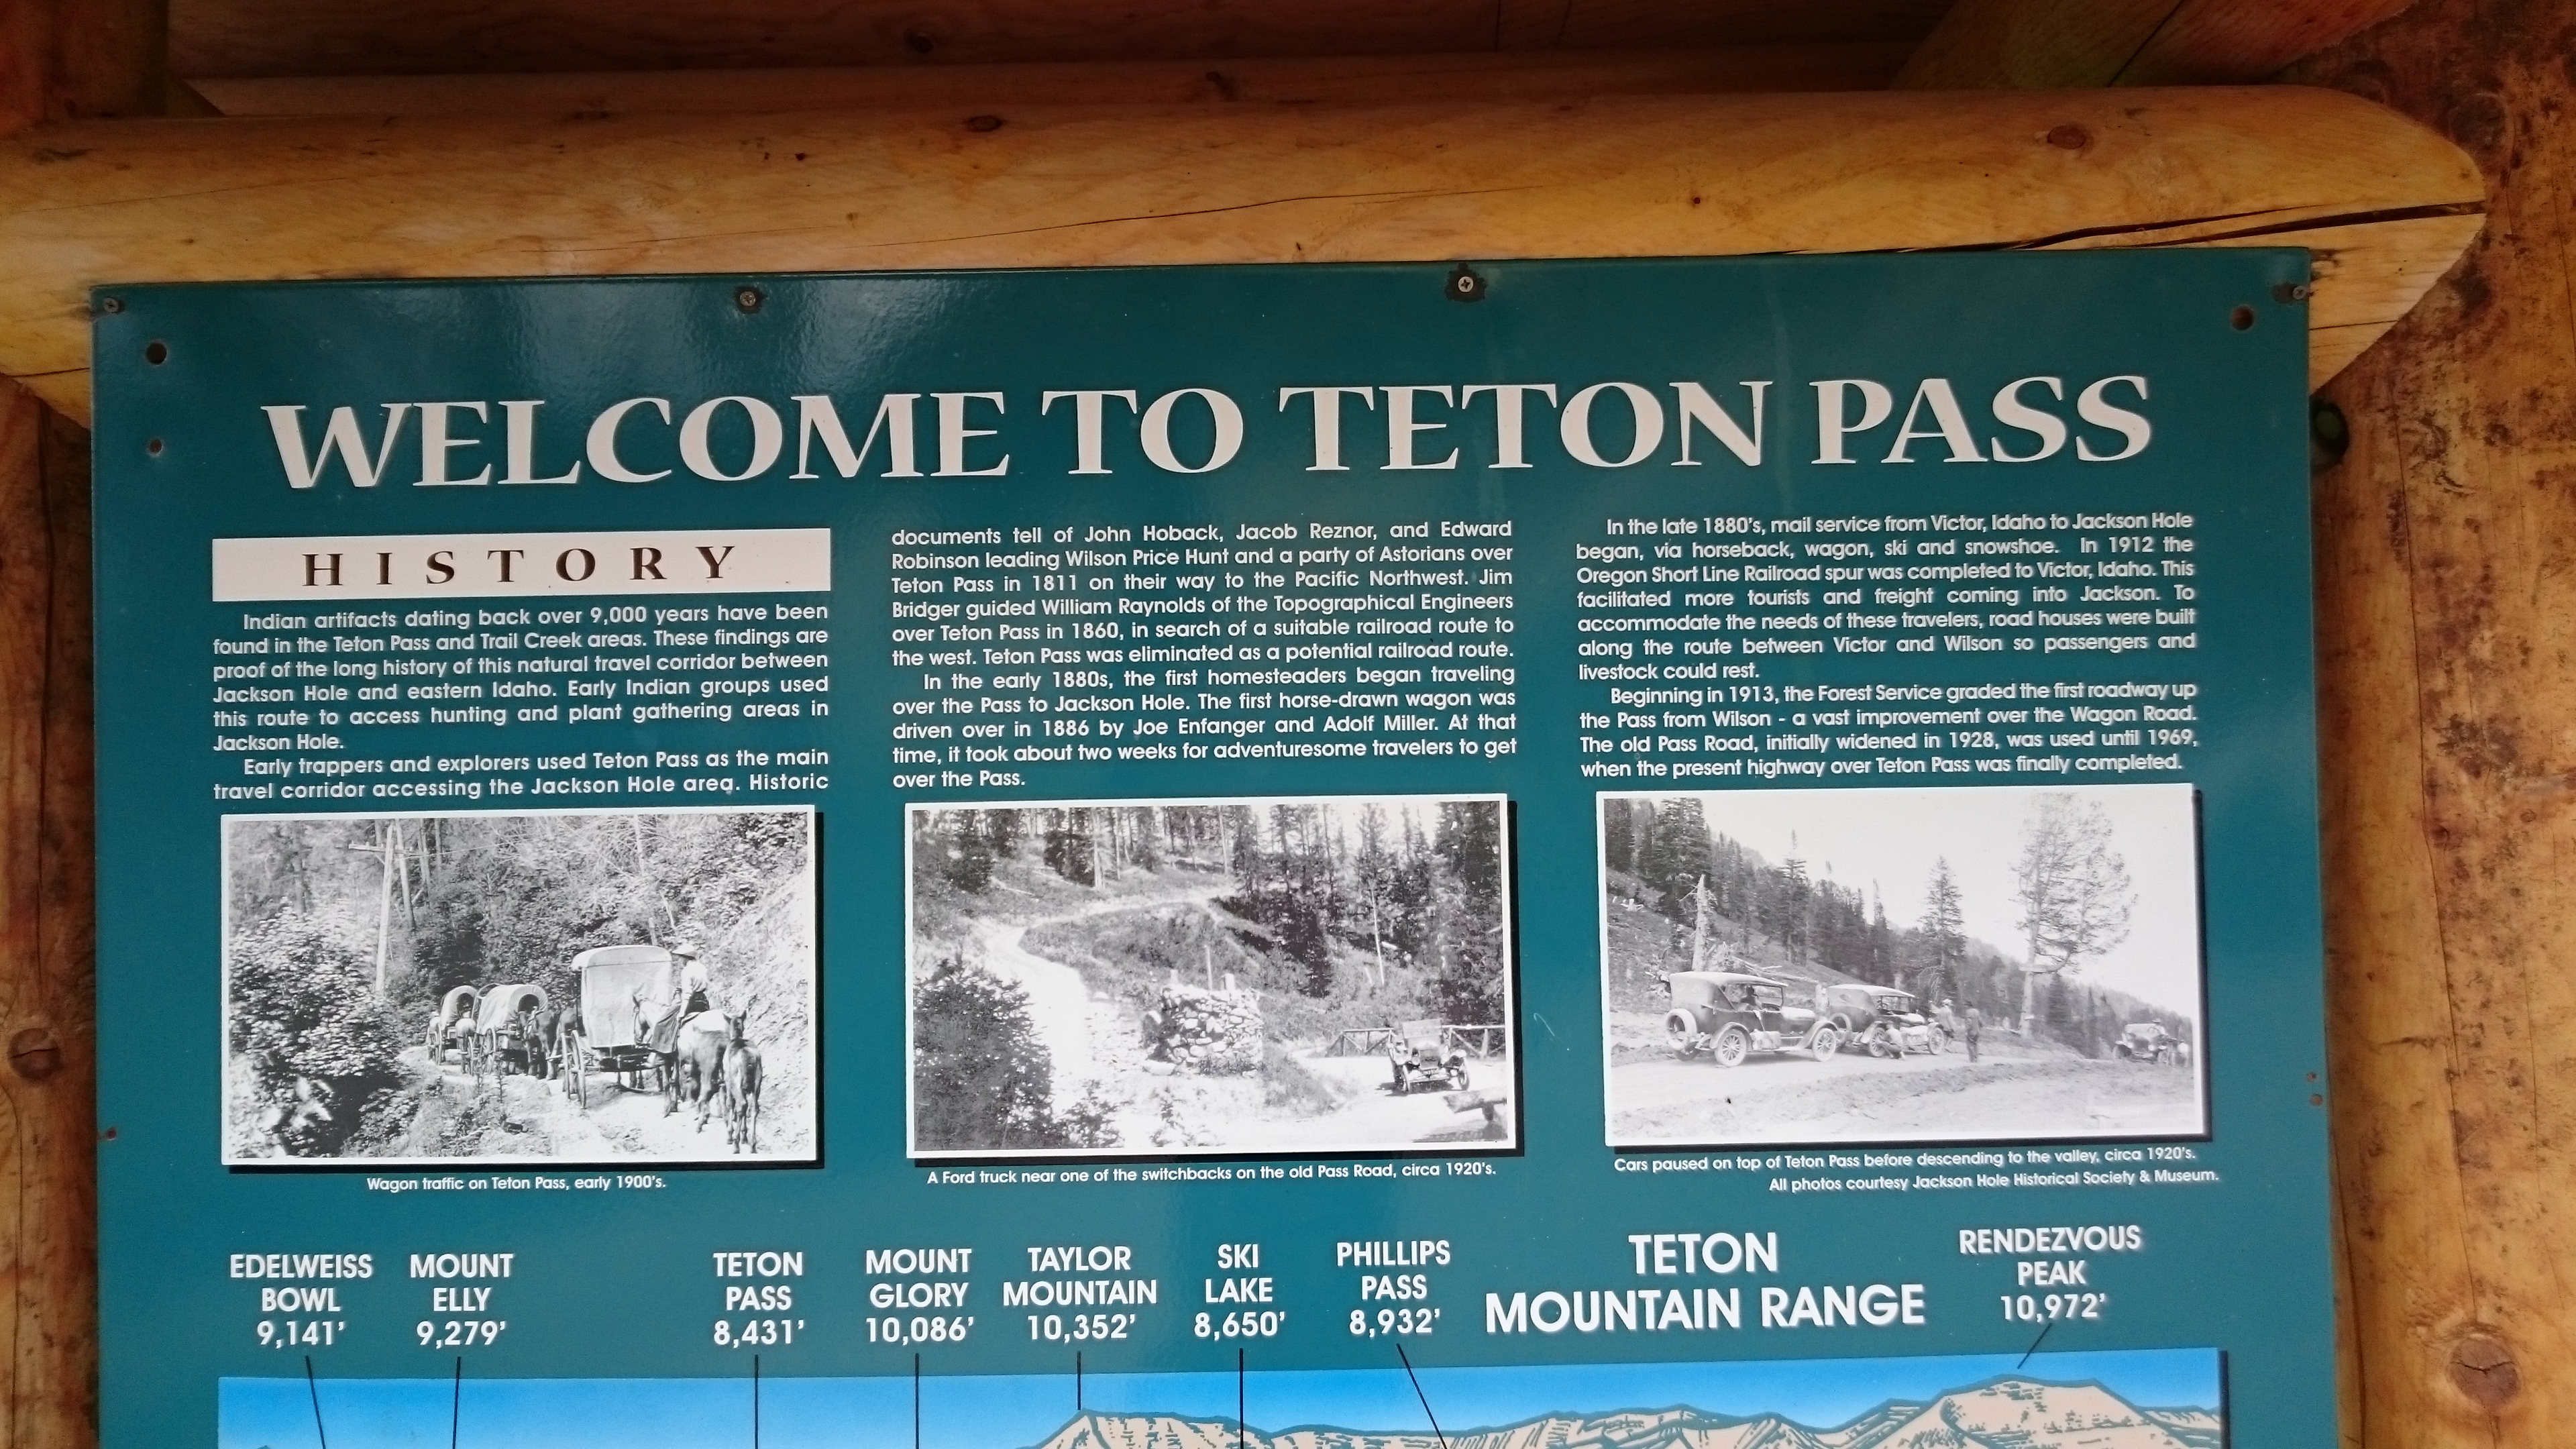 WELCOME TO TETON PASS
HISTORY
Indian artifacts dating back over 9,000 years have been
found in the Teton Pass and Trail Creek areas. These findings are
proof of the long history of this natural travel corridor between
Jackson Hole and eastern Idaho. Early Indian groups used
this route to access hunting and plant gathering areas in
Jackson Hole.
Early trappers and explorers used Teton Pass as the main
travel corridor accessing the Jackson Hole area. Historic
documents tell of John Hoback, Jacob Reznor, and Edward
Robinson leading Wilson Price Hunt and a party of Astorians over
Teton Pass in 1811 on their way to the Pacific Northwest. Jim
Bridger guided William Raynolds of the Topographical Engineers
over Teton Pass in 1860, in search of a suitable railroad route to
the west. Teton Pass was eliminated as a potential railroad route.
In the early 1880s, the first homesteaders began traveling
over the Pass to Jackson Hole. The first horse-drawn wagon was
driven over in 1886 by Joe Enfanger and Adolf Miller. At that
time, it took about two weeks for adventuresome travelers to get
over the Pass.
In the late 1880's, mail service from Victor, Idaho to Jackson Hole
began, via horseback, wagon, ski and snowshoe. In 1912 the
Oregon Short Line Railroad spur was completed to Victor, Idaho. This
facilitated more tourists and freight coming into Jackson. To
accommodate the needs of these travelers, road houses were built
along the route between Victor and Wilson so passengers and
livestock could rest.
Beginning in 1913, the Forest Service graded the first roadway up
the Pass from Wilson - a vast improvement over the Wagon Road.
The old Pass Road, initially widened in 1928, was used until 1969,
when the present highway over Teton Pass was finally completed.
Wagon traffic on Teton Pass, early 1900's.
A Ford truck near one of the switchbacks on the old Pass Road, circa 1920's.
Cars paused on top of Teton Pass before descending to the valley, circa 1920's.
All photos courtesy Jackson Hole Historical Society & Museum.
EDELWEISS
BOWL
9,141'
MOUNT
ELLY
9,279'
TETON
PASS
8,431'
MOUNT
GLORY
10,086'
TAYLOR
MOUNTAIN
10,352'
SKI
LAKE
8,650'
PHILLIPS
PASS
8,932'
TETON
MOUNTAIN RANGE
RENDEZVOUS
PEAK
10,972'